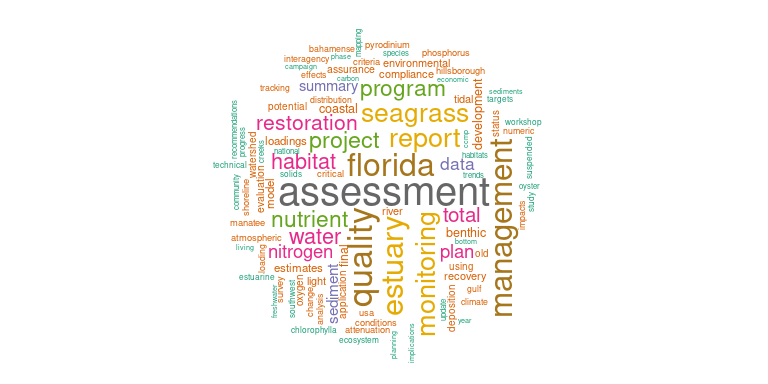 mapping
bahamense
pyrodinium
phase
species
phosphorus
interagency
criteria
environmental
campaign
assurance
effects
compliance
hillsborough
carbon
economic
tracking
summary
program
sediments
distribution
tidal
targets
potential
coastal
seagrass
development
status
workshop
restoration
numeric
recommendations
progress
watershed
creeks
loadings
project
report
ccmp
suspended
national
habitat
florida
data
habitats
technical
solids
critical
trends
community
shoreline
evaluation
model
assessment
management
oyster
study
impacts
manatee
nutrient
river
total
quality
estuary
monitoring
atmospheric
water
benthic
living
nitrogen
final
bottom
plan
old
loading
estimates
using
estuarine
light
recovery
freshwater
survey
southwest
oxygen
change
analysis
sediment
application
gulf
update
deposition
climate
usa
year
conditions
chlorophylla
attenuation
ecosystem
planning
implications